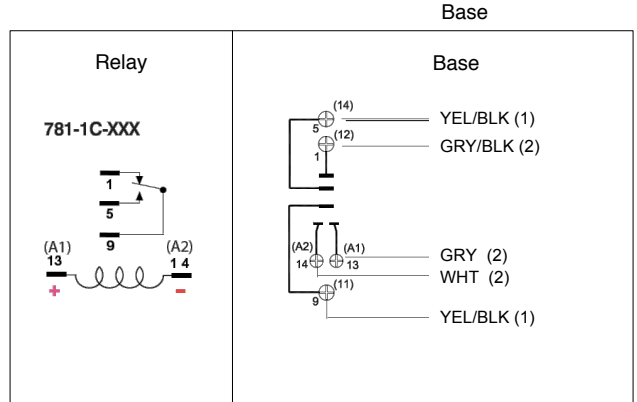 Base
Relay
Base
781-1C-XXX
1
5
9
(A1)
(A2)
13
14
+
–
(14)
5
YEL/BLK (1)
(12)
1
GRY/BLK (2)
(A2)
(A1)
14
13
GRY (2)
WHT (2)
(11)
9
YEL/BLK (1)